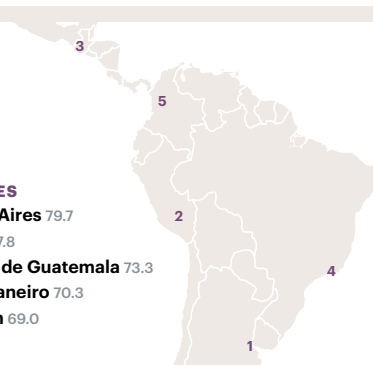 3
5
ES
Aires 79.7
2
7.8
de Guatemala 73.3
4
aneiro 70.3
n 69.0
1